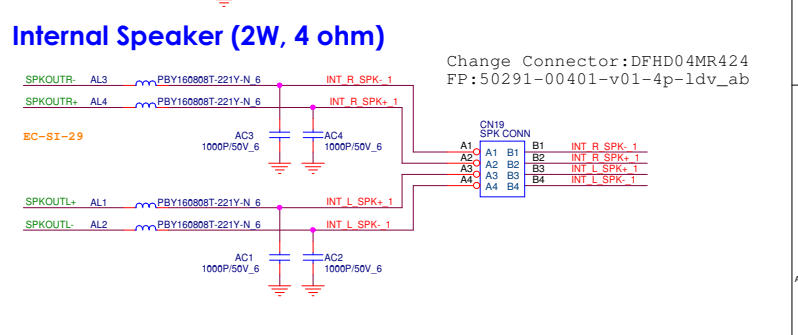 Internal Speaker (2W, 4 ohm)
Change Connector:DFHD04MR424
FP:50291-00401-v01-4p-ldv_ab
SPKOUTR- AL3 PBY160808T-221Y-N_6 INT_R_SPK-_1
SPKOUTR+ AL4 PBY160808T-221Y-N_6 INT_R_SPK+_1
EC-SI-29
AC3
1000P/50V_6
AC4
1000P/50V_6
CN19
SPK CONN
A1 A1 B1 B1 INT_R_SPK-_1
A2 A2 B2 B2 INT_R_SPK+_1
A3 A3 B3 B3 INT_L_SPK+_1
A4 A4 B4 B4 INT_L_SPK-_1
SPKOUTL+ AL1 PBY160808T-221Y-N_6 INT_L_SPK+_1
SPKOUTL- AL2 PBY160808T-221Y-N_6 INT_L_SPK-_1
AC1
1000P/50V_6
AC2
1000P/50V_6
A